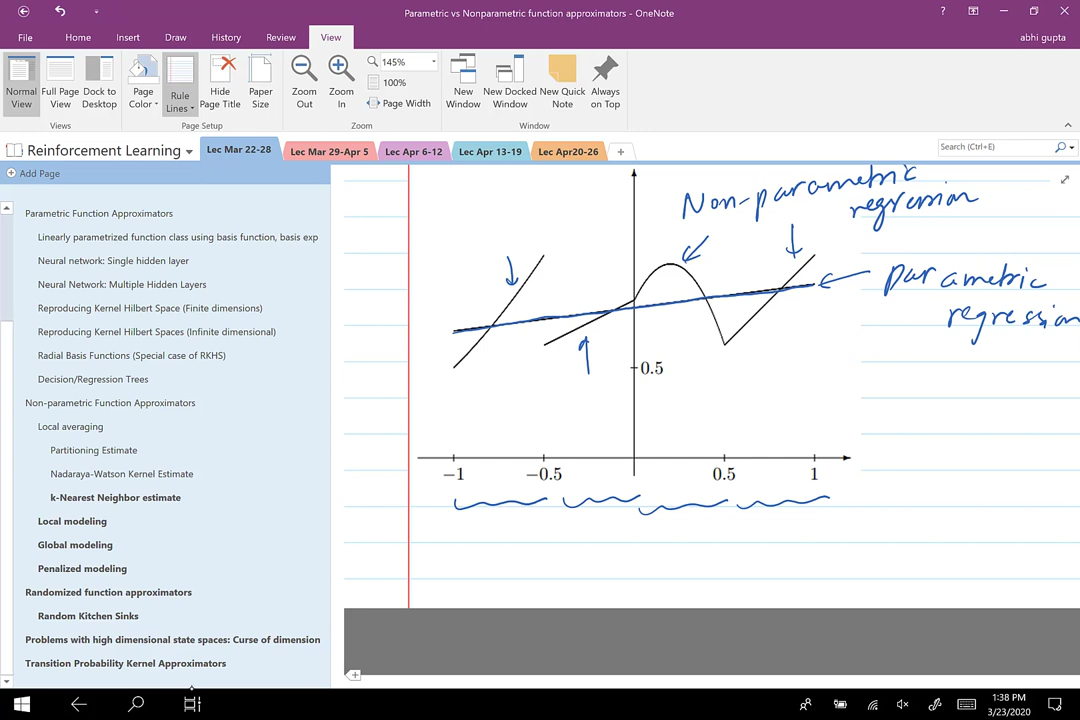 Parametric vs Nonparametric function approximators - OneNote
?
File
Home
Insert
Draw
History
Review
View
abhi gupta
Normal View
Full Page View
Dock to Desktop
Views
Page Color
Rule Lines
Hide Page Title
Paper Size
Page Setup
Zoom Out
Zoom In
145%
100%
Page Width
Zoom
New Window
New Docked Window
New Quick Note
Always on Top
Window
Reinforcement Learning
Lec Mar 22-28
Lec Mar 29-Apr 5
Lec Apr 6-12
Lec Apr 13-19
Lec Apr20-26
+
Search (Ctrl+E)
Add Page
Parametric Function Approximators
Linearly parametrized function class using basis function, basis exp
Neural network: Single hidden layer
Neural Network: Multiple Hidden Layers
Reproducing Kernel Hilbert Space (Finite dimensions)
Reproducing Kernel Hilbert Spaces (Infinite dimensional)
Radial Basis Functions (Special case of RKHS)
Decision/Regression Trees
Non-parametric Function Approximators
Local averaging
Partitioning Estimate
Nadaraya-Watson Kernel Estimate
k-Nearest Neighbor estimate
Local modeling
Global modeling
Penalized modeling
Randomized function approximators
Random Kitchen Sinks
Problems with high dimensional state spaces: Curse of dimension
Transition Probability Kernel Approximators
Non-parametric
regression
parametric
regression
0.5
−1
−0.5
0.5
1
1:38 PM
3/23/2020